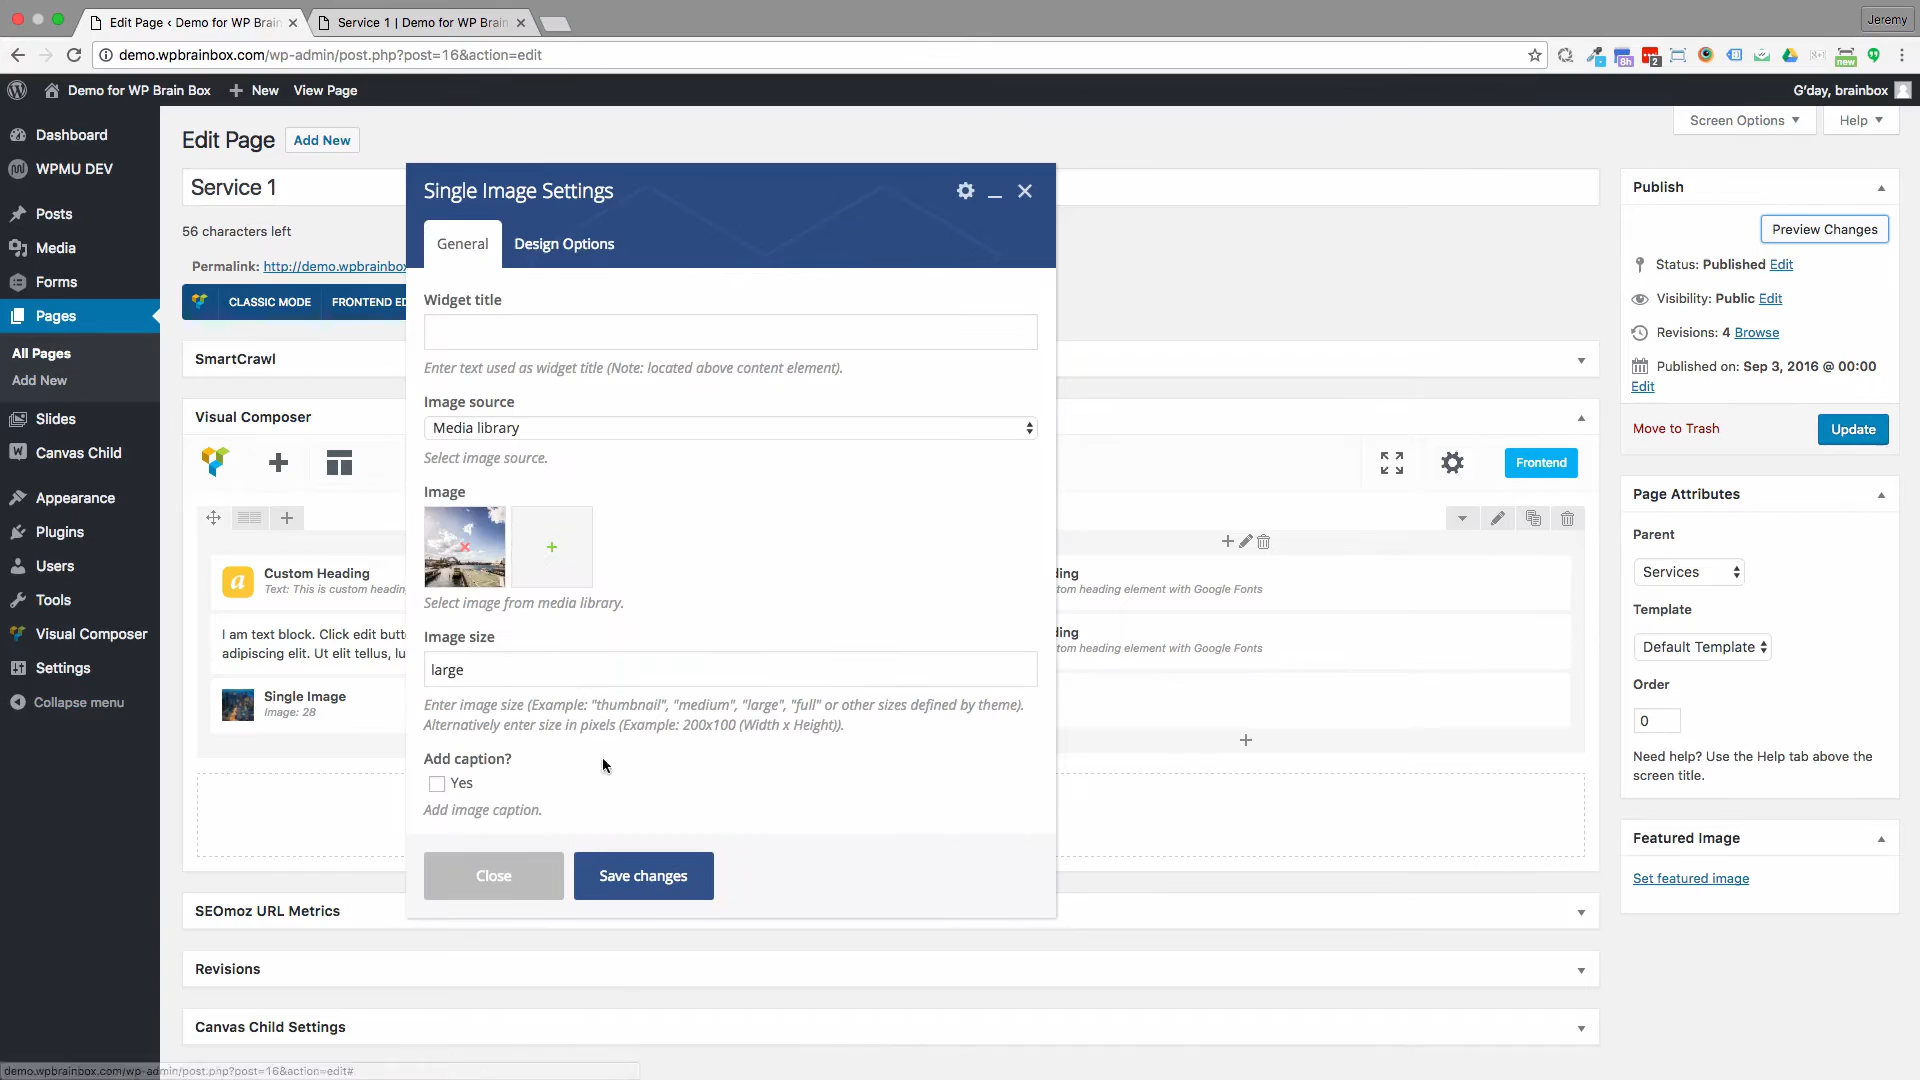 Edit Page ‹ Demo for WP Brain
Service 1 | Demo for WP Brain
Jeremy
demo.wpbrainbox.com/wp-admin/post.php?post=16&action=edit
8h
2
new
Demo for WP Brain Box
New
View Page
G'day, brainbox
Dashboard
WPMU DEV
Posts
Media
Forms
Pages
All Pages
Add New
Slides
Canvas Child
Appearance
Plugins
Users
Tools
Visual Composer
Settings
Collapse menu
Edit Page
Add New
Screen Options
Help
Service 1
56 characters left
Permalink: http://demo.wpbrainbox
CLASSIC MODE
FRONTEND ED
SmartCrawl
Visual Composer
Frontend
Custom Heading
Text: This is custom heading
I am text block. Click edit butt
adipiscing elit. Ut elit tellus, lu
Single Image
Image: 28
ding
tom heading element with Google Fonts
ding
tom heading element with Google Fonts
SEOmoz URL Metrics
Revisions
Canvas Child Settings
Single Image Settings
General
Design Options
Widget title
Enter text used as widget title (Note: located above content element).
Image source
Media library
Select image source.
Image
Select image from media library.
Image size
large
Enter image size (Example: "thumbnail", "medium", "large", "full" or other sizes defined by theme).
Alternatively enter size in pixels (Example: 200x100 (Width x Height)).
Add caption?
Yes
Add image caption.
Close
Save changes
Publish
Preview Changes
Status: Published Edit
Visibility: Public Edit
Revisions: 4 Browse
Published on: Sep 3, 2016 @ 00:00
Edit
Move to Trash
Update
Page Attributes
Parent
Services
Template
Default Template
Order
0
Need help? Use the Help tab above the
screen title.
Featured Image
Set featured image
demo.wpbrainbox.com/wp-admin/post.php?post=16&action=edit#